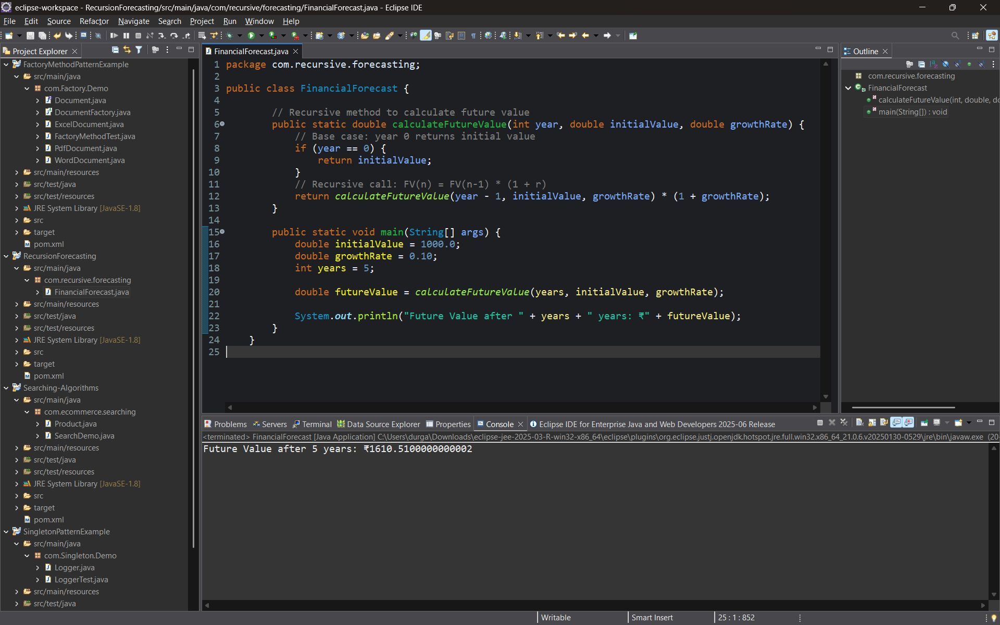 eclipse-workspace - RecursionForecasting/src/main/java/com/recursive/forecasting/FinancialForecast.java - Eclipse IDE
File Edit Source Refactor Navigate Search Project Run Window Help
Project Explorer
FactoryMethodPatternExample
src/main/java
com.Factory.Demo
Document.java
DocumentFactory.java
ExcelDocument.java
FactoryMethodTest.java
PdfDocument.java
WordDocument.java
src/main/resources
src/test/java
src/test/resources
JRE System Library [JavaSE-1.8]
src
target
pom.xml
RecursionForecasting
src/main/java
com.recursive.forecasting
FinancialForecast.java
src/main/resources
src/test/java
src/test/resources
JRE System Library [JavaSE-1.8]
src
target
pom.xml
Searching-Algorithms
src/main/java
com.ecommerce.searching
Product.java
SearchDemo.java
src/main/resources
src/test/java
src/test/resources
JRE System Library [JavaSE-1.8]
src
target
pom.xml
SingletonPatternExample
src/main/java
com.Singleton.Demo
Logger.java
LoggerTest.java
src/main/resources
src/test/java
FinancialForecast.java
1 package com.recursive.forecasting;
2
3 public class FinancialForecast {
4
5 // Recursive method to calculate future value
6 public static double calculateFutureValue(int year, double initialValue, double growthRate) {
7 // Base case: year 0 returns initial value
8 if (year == 0) {
9 return initialValue;
10 }
11 // Recursive call: FV(n) = FV(n-1) * (1 + r)
12 return calculateFutureValue(year - 1, initialValue, growthRate) * (1 + growthRate);
13 }
14
15 public static void main(String[] args) {
16 double initialValue = 1000.0;
17 double growthRate = 0.10;
18 int years = 5;
19
20 double futureValue = calculateFutureValue(years, initialValue, growthRate);
21
22 System.out.println("Future Value after " + years + " years: ₹" + futureValue);
23 }
24 }
25
Outline
com.recursive.forecasting
FinancialForecast
calculateFutureValue(int, double, do
main(String[]) : void
Problems Servers Terminal Data Source Explorer Properties Console Eclipse IDE for Enterprise Java and Web Developers 2025-06 Release
<terminated> FinancialForecast [Java Application] C:\Users\durga\Downloads\eclipse-jee-2025-03-R-win32-x86_64\eclipse\plugins\org.eclipse.justj.openjdk.hotspot.jre.full.win32.x86_64_21.0.6.v20250130-0529\jre\bin\javaw.exe (20
Future Value after 5 years: ₹1610.5100000000002
Writable Smart Insert 25 : 1 : 852